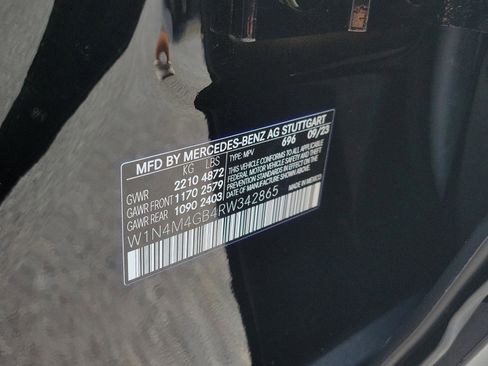 MFD BY MERCEDES-BENZ AG STUTTGART
KG LBS 696 09/23
GVWR 2210 4872 TYPE: MPV
GAWR FRONT 1170 2579
GAWR REAR 1090 2403
THIS VEHICLE CONFORMS TO ALL APPLICABLE
FEDERAL MOTOR VEHICLE SAFETY AND THEFT
PREVENTION STANDARDS IN EFFECT ON THE
DATE OF MANUFACTURE SHOWN ABOVE.
W1N4M4GB4RW342865
MADE IN MEXICO